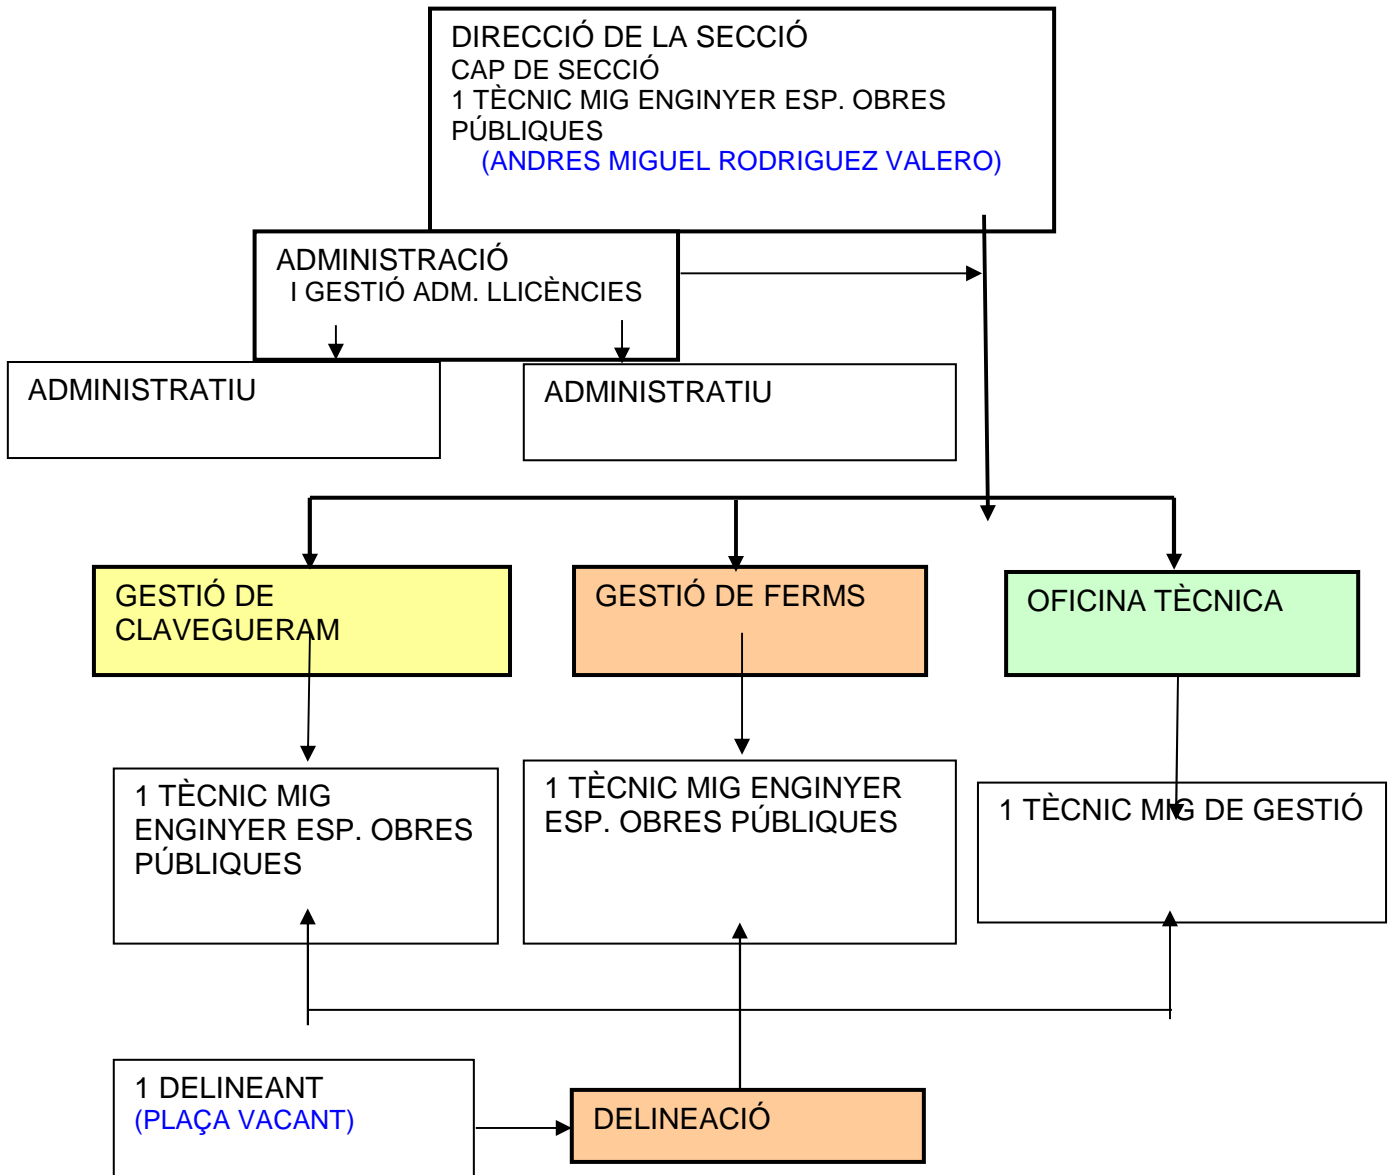 DIRECCIÓ DE LA SECCIÓ
CAP DE SECCIÓ
1 TÈCNIC MIG ENGINYER ESP. OBRES
PÚBLIQUES
(ANDRES MIGUEL RODRIGUEZ VALERO)
ADMINISTRACIÓ
I GESTIÓ ADM. LLICÈNCIES
ADMINISTRATIU
ADMINISTRATIU
GESTIÓ DE
CLAVEGUERAM
GESTIÓ DE FERMS
OFICINA TÈCNICA
1 TÈCNIC MIG
ENGINYER ESP. OBRES
PÚBLIQUES
1 TÈCNIC MIG ENGINYER
ESP. OBRES PÚBLIQUES
1 TÈCNIC MIG DE GESTIÓ
1 DELINEANT
(PLAÇA VACANT)
DELINEACIÓ